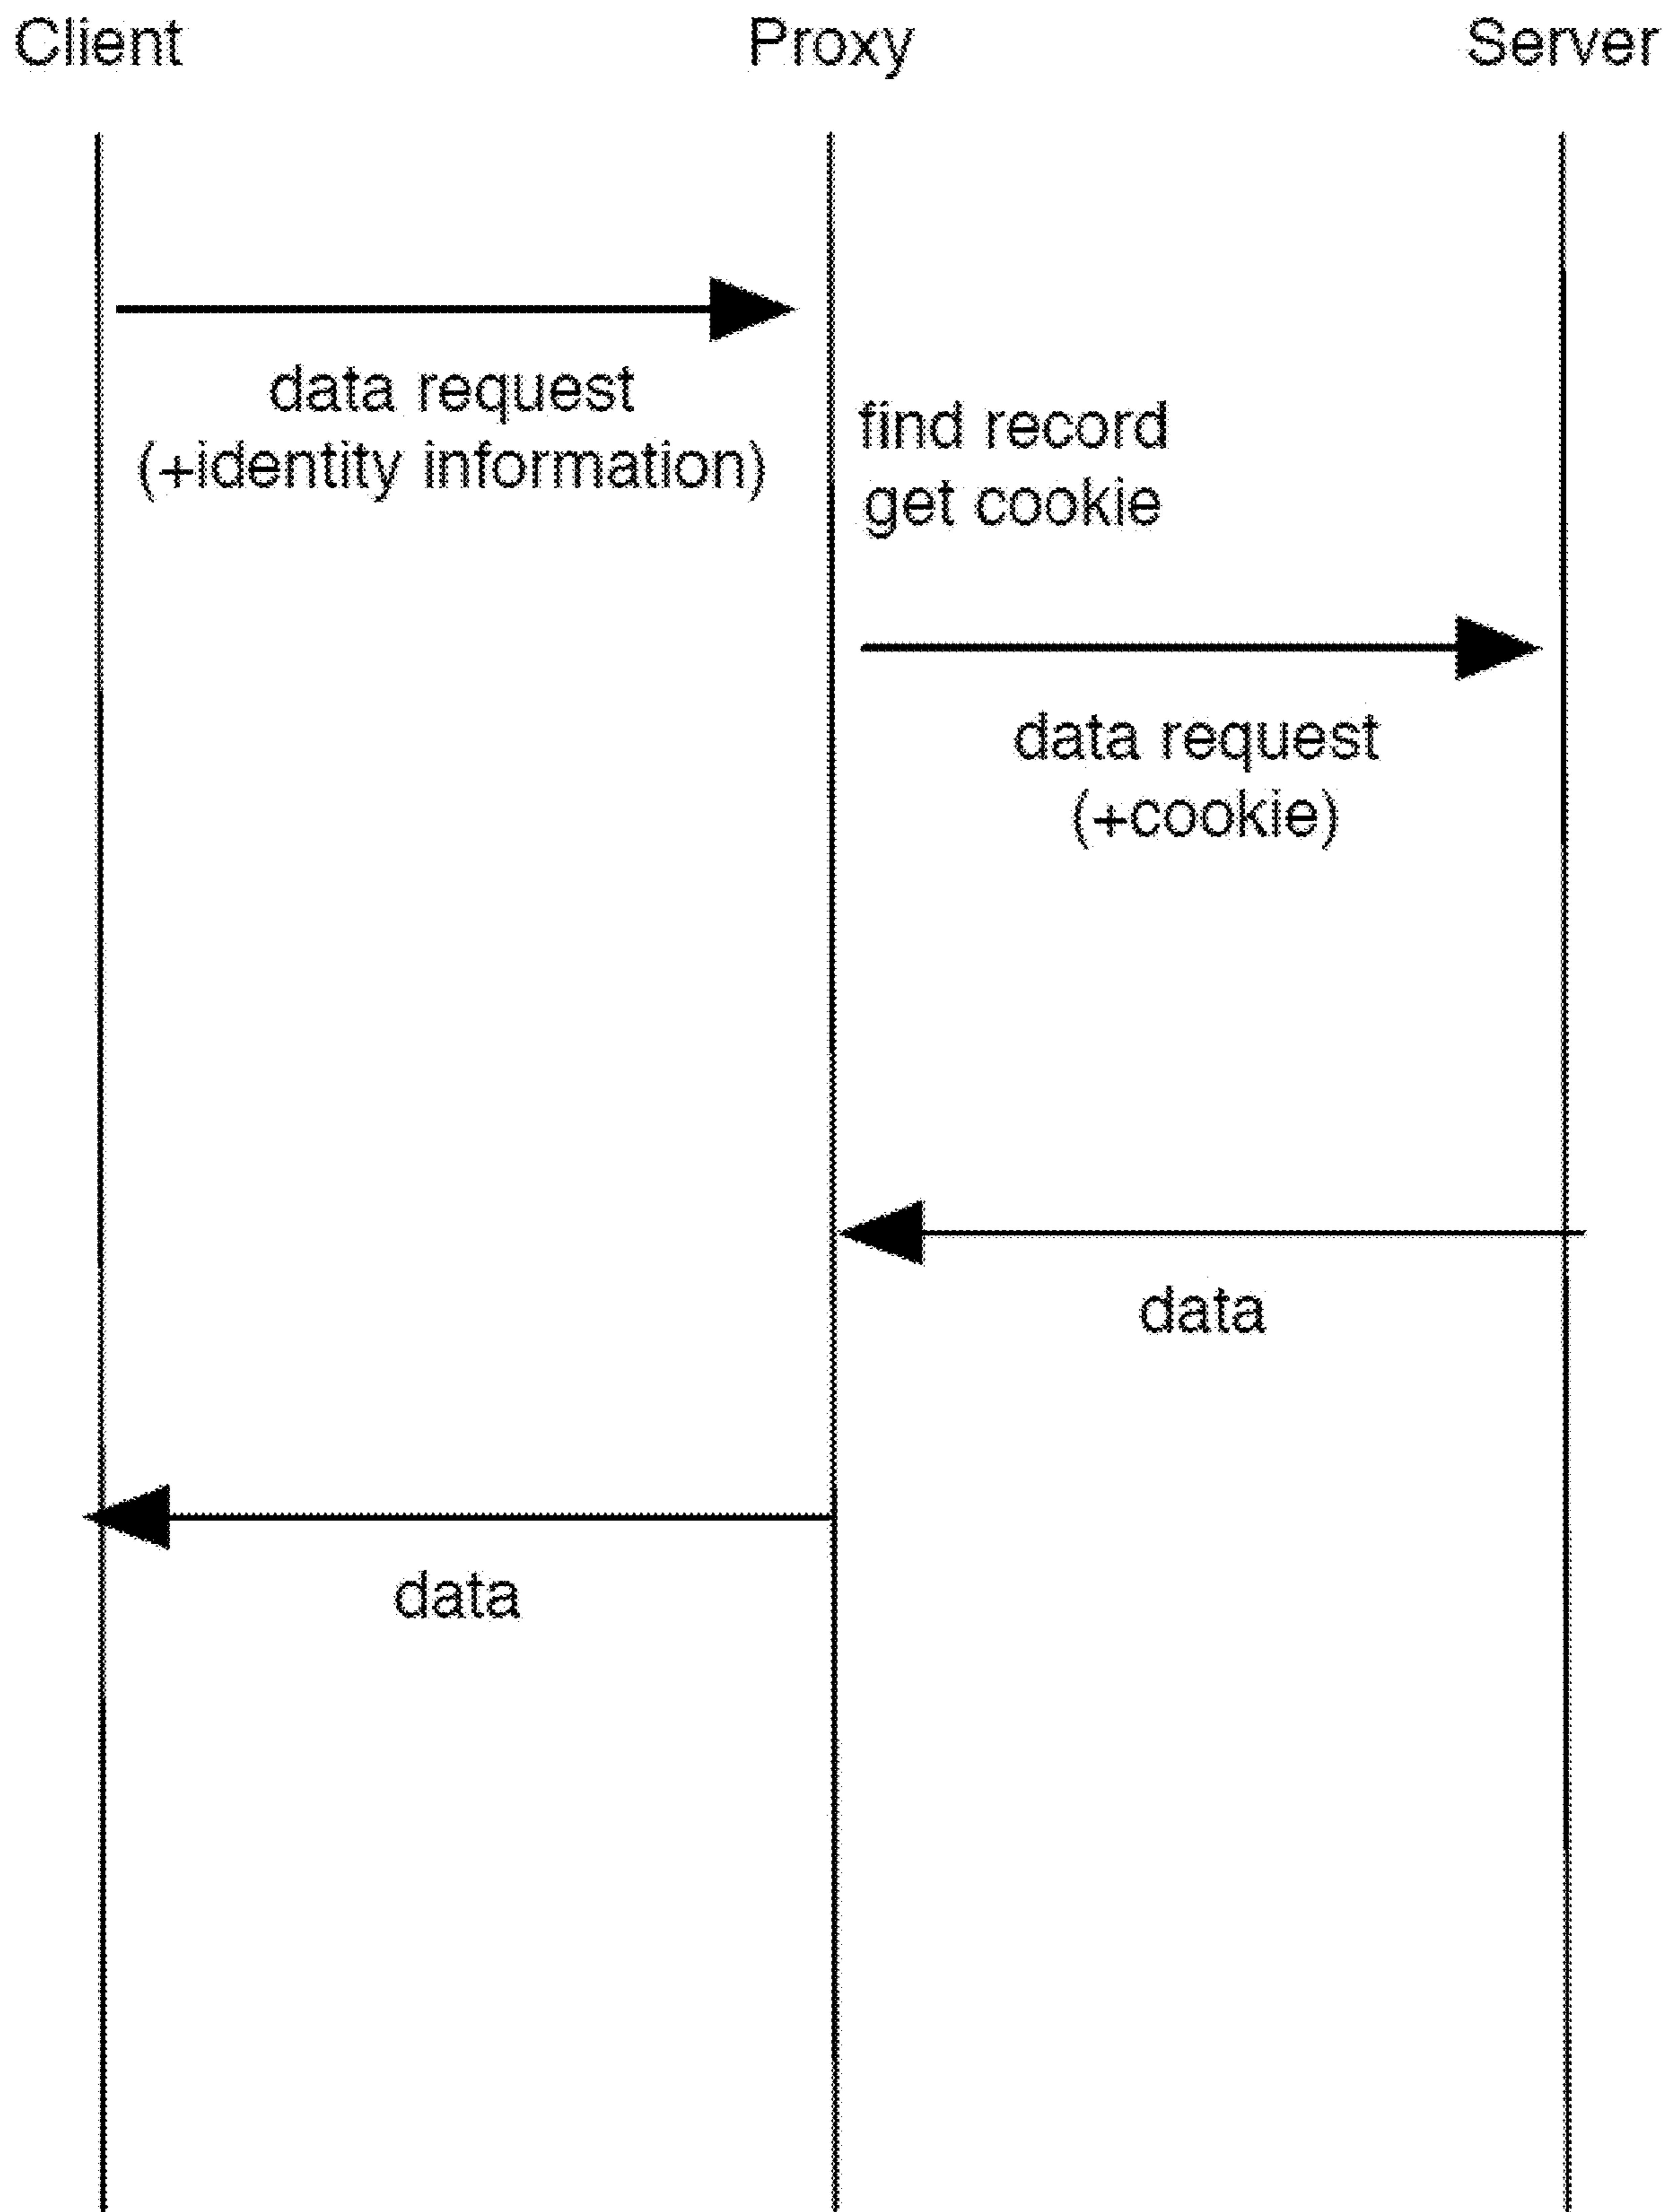 Client
Proxy
Server
data request
(+identity information)
find record
get cookie
data request
(+cookie)
data
data